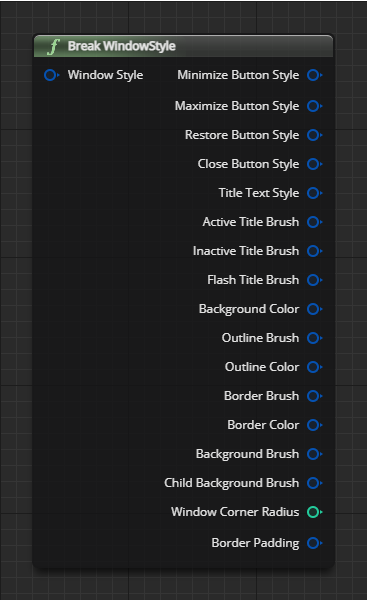 f Break WindowStyle
Window Style Minimize Button Style
Maximize Button Style
Restore Button Style
Close Button Style
Title Text Style
Active Title Brush
Inactive Title Brush
Flash Title Brush
Background Color
Outline Brush
Outline Color
Border Brush
Border Color
Background Brush
Child Background Brush
Window Corner Radius
Border Padding